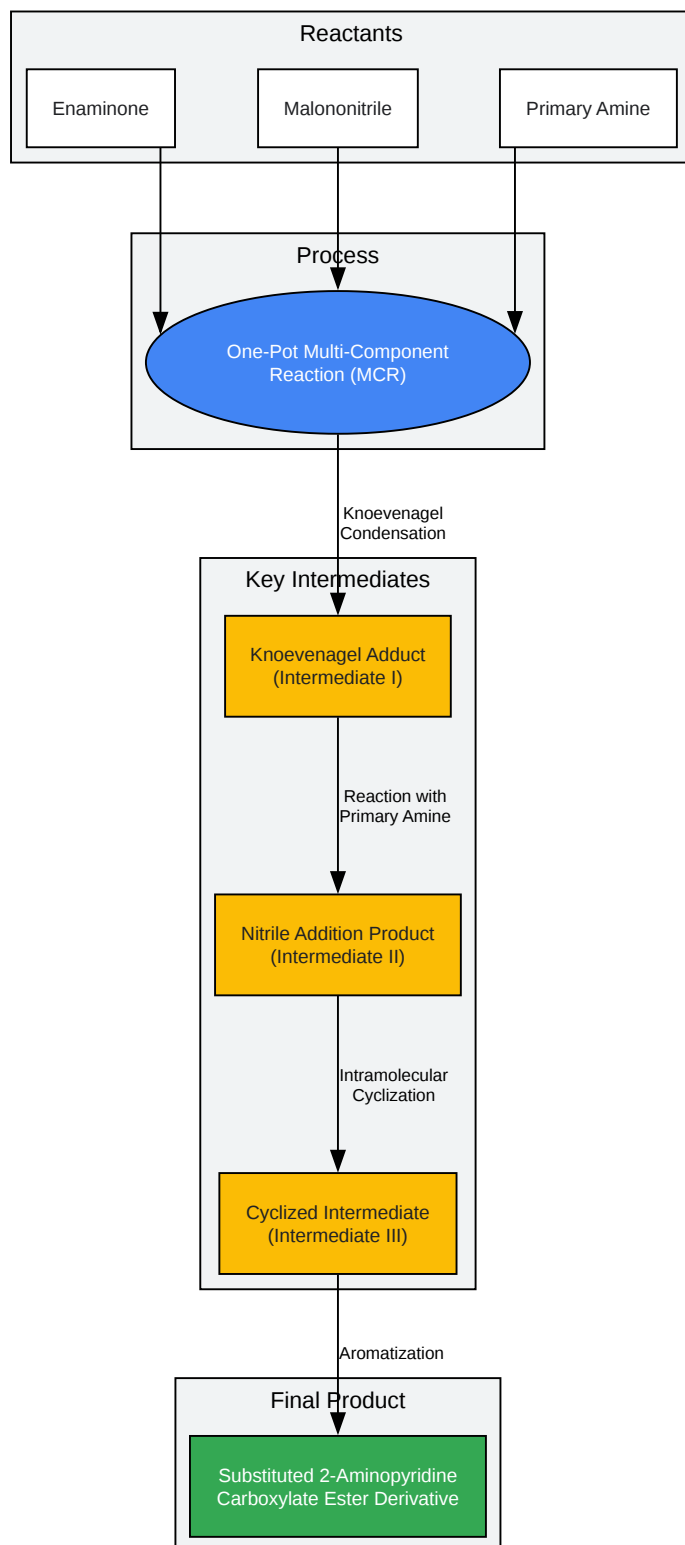 Reactants
Enaminone
Malononitrile
Primary Amine
Process
One-Pot Multi-Component
Reaction (MCR)
Knoevenagel
Condensation
Key Intermediates
Knoevenagel Adduct
(Intermediate I)
Reaction with
Primary Amine
Nitrile Addition Product
(Intermediate II)
Intramolecular
Cyclization
Cyclized Intermediate
(Intermediate III)
Aromatization
Final Product
Substituted 2-Aminopyridine
Carboxylate Ester Derivative